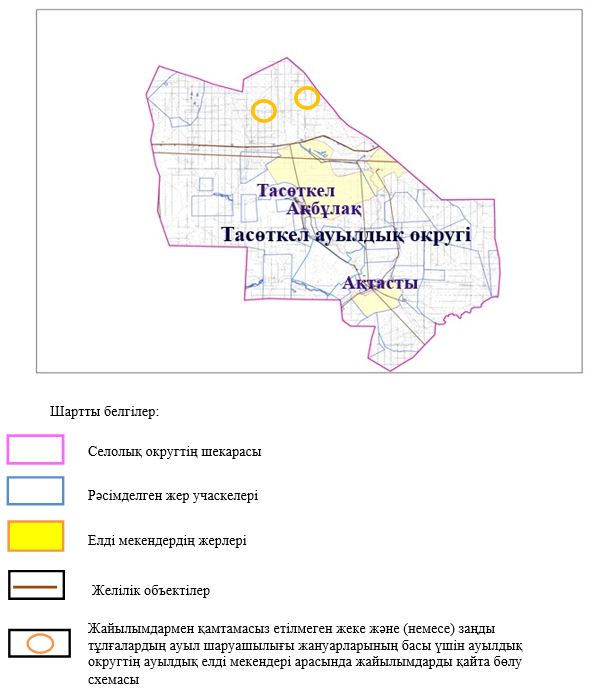 Тасөткел
Ақбұлақ
Тасөткел ауылдық округі
Ақтасты
Шартты белгілер:
Селолық округтің шекарасы
Рәсімделген жер учаскелері
Елді мекендердің жерлері
Желілік объектілер
Жайылымдармен қамтамасыз етілмеген жеке және (немесе) заңды
тұлғалардың ауыл шаруашылығы жануарларының басы үшін ауылдық
округтің ауылдық елді мекендері арасында жайылымдарды қайта бөлу
схемасы